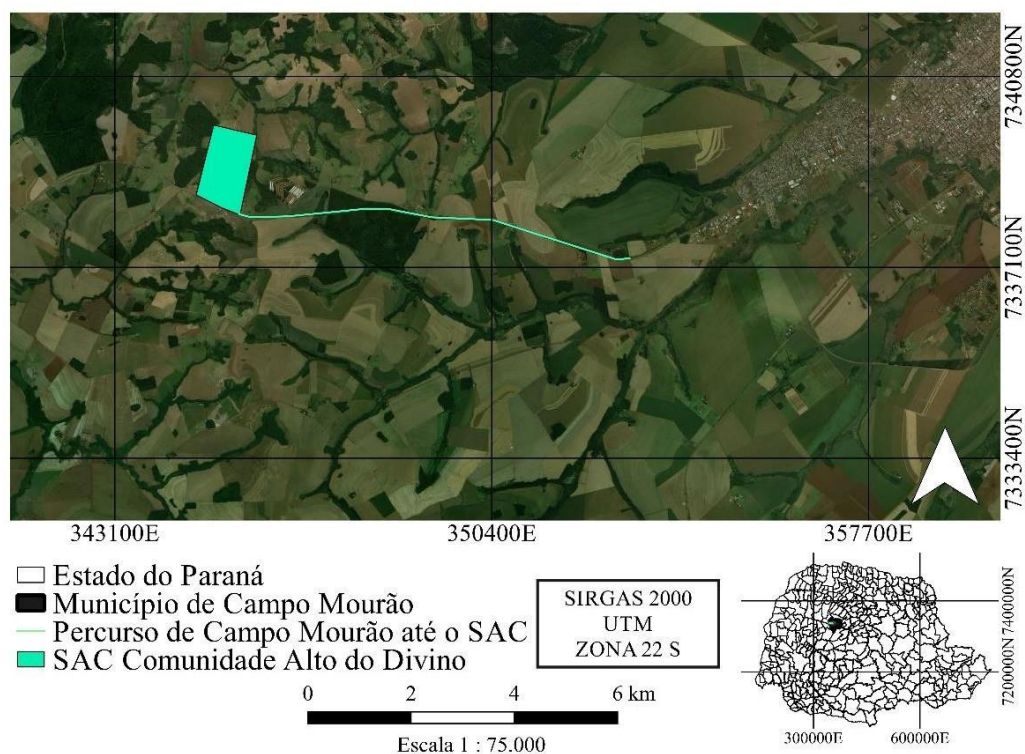 7340800N
7337100N
7333400N
343100E
350400E
357700E
Estado do Paraná
Município de Campo Mourão
Percurso de Campo Mourão até o SAC
SAC Comunidade Alto do Divino
SIRGAS 2000
UTM
ZONA 22 S
0 2 4 6 km
Escala 1 : 75.000
7400000N
7200000N
300000E
600000E